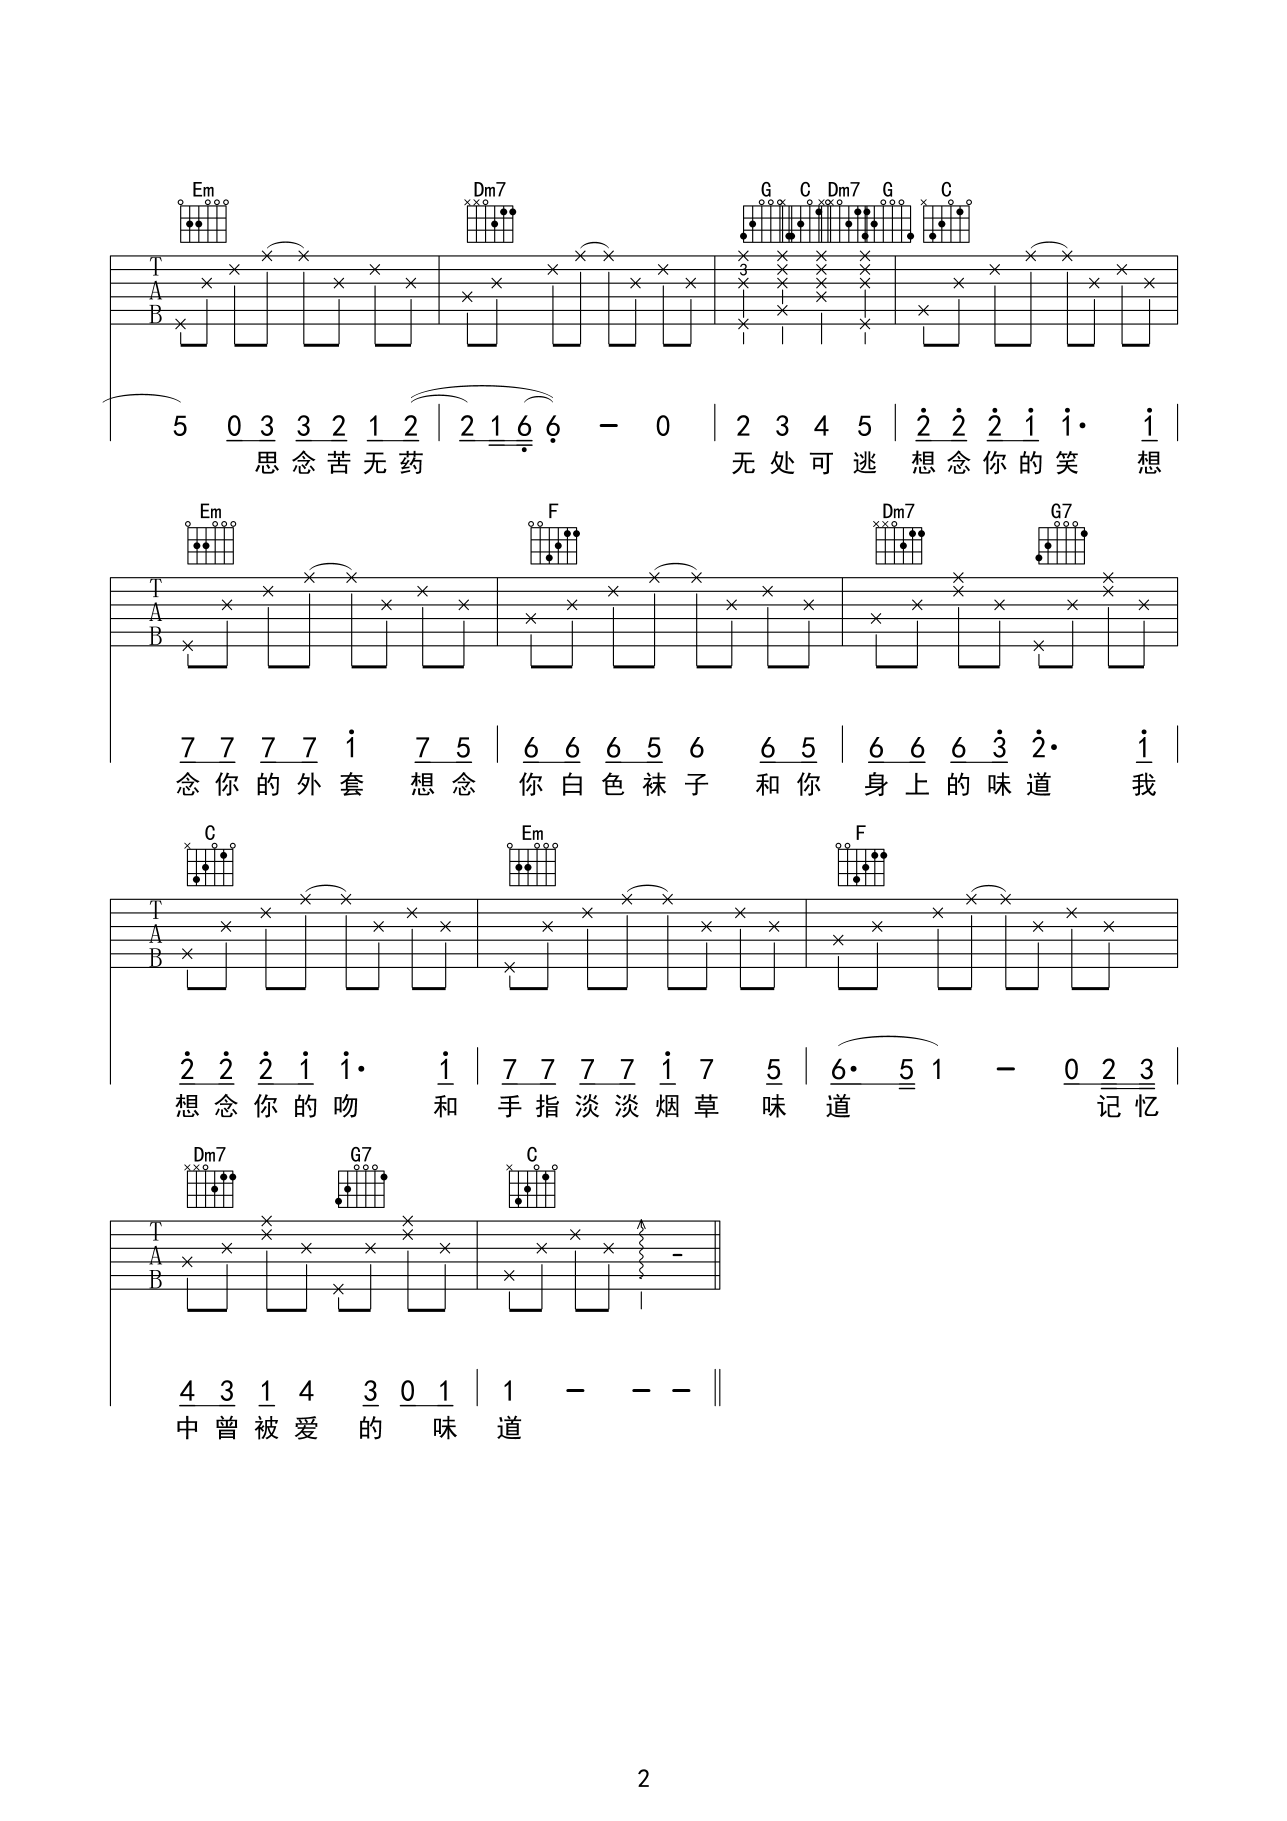 Em Dm7 G C Dm7 G C
T A B 3
5 0 3 3 2 1 2 2 1 6 6 - 0 2 3 4 5 2 2 2 1 1· 1
思念苦无药 无处可逃 想念你的笑 想
Em F Dm7 G7
T A B
7 7 7 7 1 7 5 6 6 6 5 6 6 5 6 6 6 3 2· 1
念你的外套 想念 你白色袜子 和你 身上的味道 我
C Em F
T A B
2 2 2 1 1· 1 7 7 7 7 1 7 5 6· 5 1 - 0 2 3
想念你的吻 和 手指淡淡烟草 味 道 记忆
Dm7 G7 C
T A B -
4 3 1 4 3 0 1 1 - - -
中曾被爱 的 味 道
2